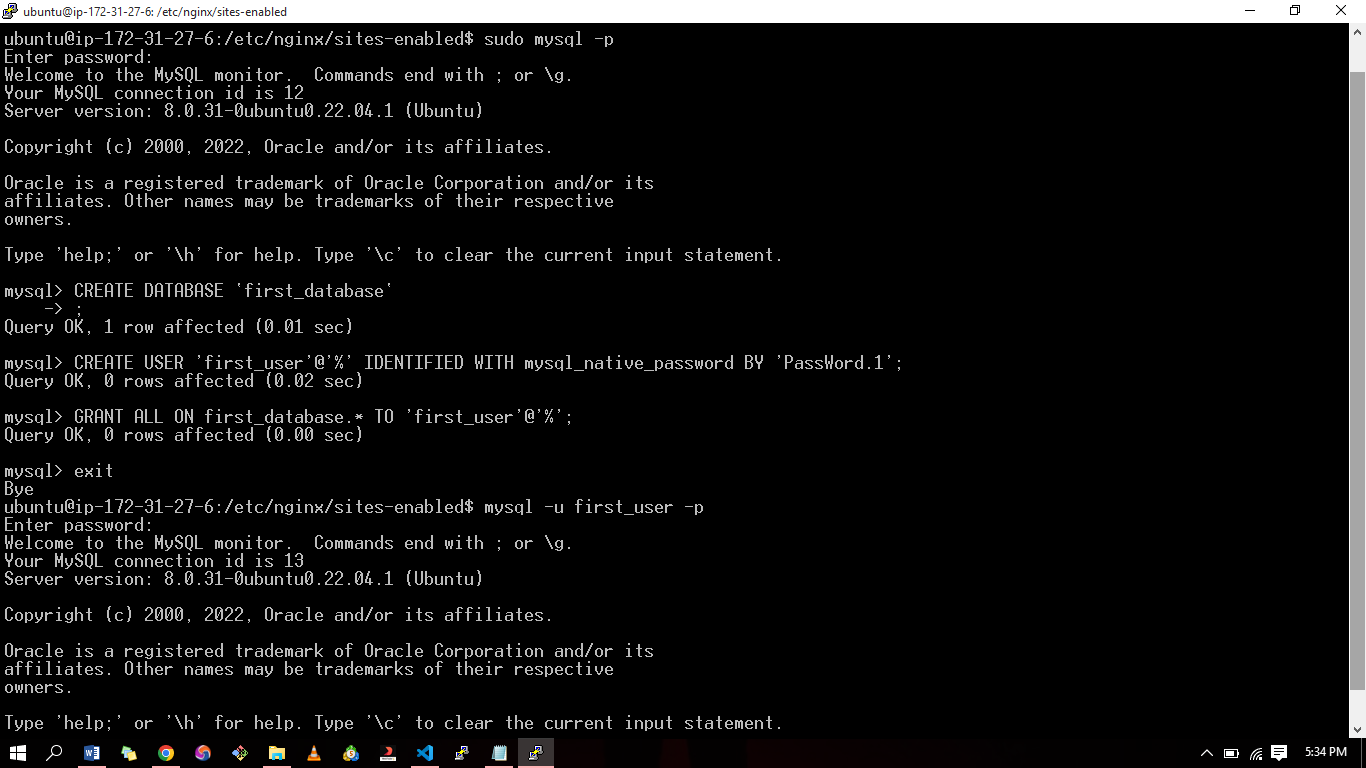 ubuntu@ip-172-31-27-6: /etc/nginx/sites-enabled
ubuntu@ip-172-31-27-6:/etc/nginx/sites-enabled$ sudo mysql -p
Enter password:
Welcome to the MySQL monitor.  Commands end with ; or \g.
Your MySQL connection id is 12
Server version: 8.0.31-0ubuntu0.22.04.1 (Ubuntu)
Copyright (c) 2000, 2022, Oracle and/or its affiliates.
Oracle is a registered trademark of Oracle Corporation and/or its
affiliates. Other names may be trademarks of their respective
owners.
Type 'help;' or '\h' for help. Type '\c' to clear the current input statement.
mysql> CREATE DATABASE `first_database`
    -> ;
Query OK, 1 row affected (0.01 sec)
mysql> CREATE USER 'first_user'@'%' IDENTIFIED WITH mysql_native_password BY 'PassWord.1';
Query OK, 0 rows affected (0.02 sec)
mysql> GRANT ALL ON first_database.* TO 'first_user'@'%';
Query OK, 0 rows affected (0.00 sec)
mysql> exit
Bye
ubuntu@ip-172-31-27-6:/etc/nginx/sites-enabled$ mysql -u first_user -p
Enter password:
Welcome to the MySQL monitor.  Commands end with ; or \g.
Your MySQL connection id is 13
Server version: 8.0.31-0ubuntu0.22.04.1 (Ubuntu)
Copyright (c) 2000, 2022, Oracle and/or its affiliates.
Oracle is a registered trademark of Oracle Corporation and/or its
affiliates. Other names may be trademarks of their respective
owners.
Type 'help;' or '\h' for help. Type '\c' to clear the current input statement.
5:34 PM